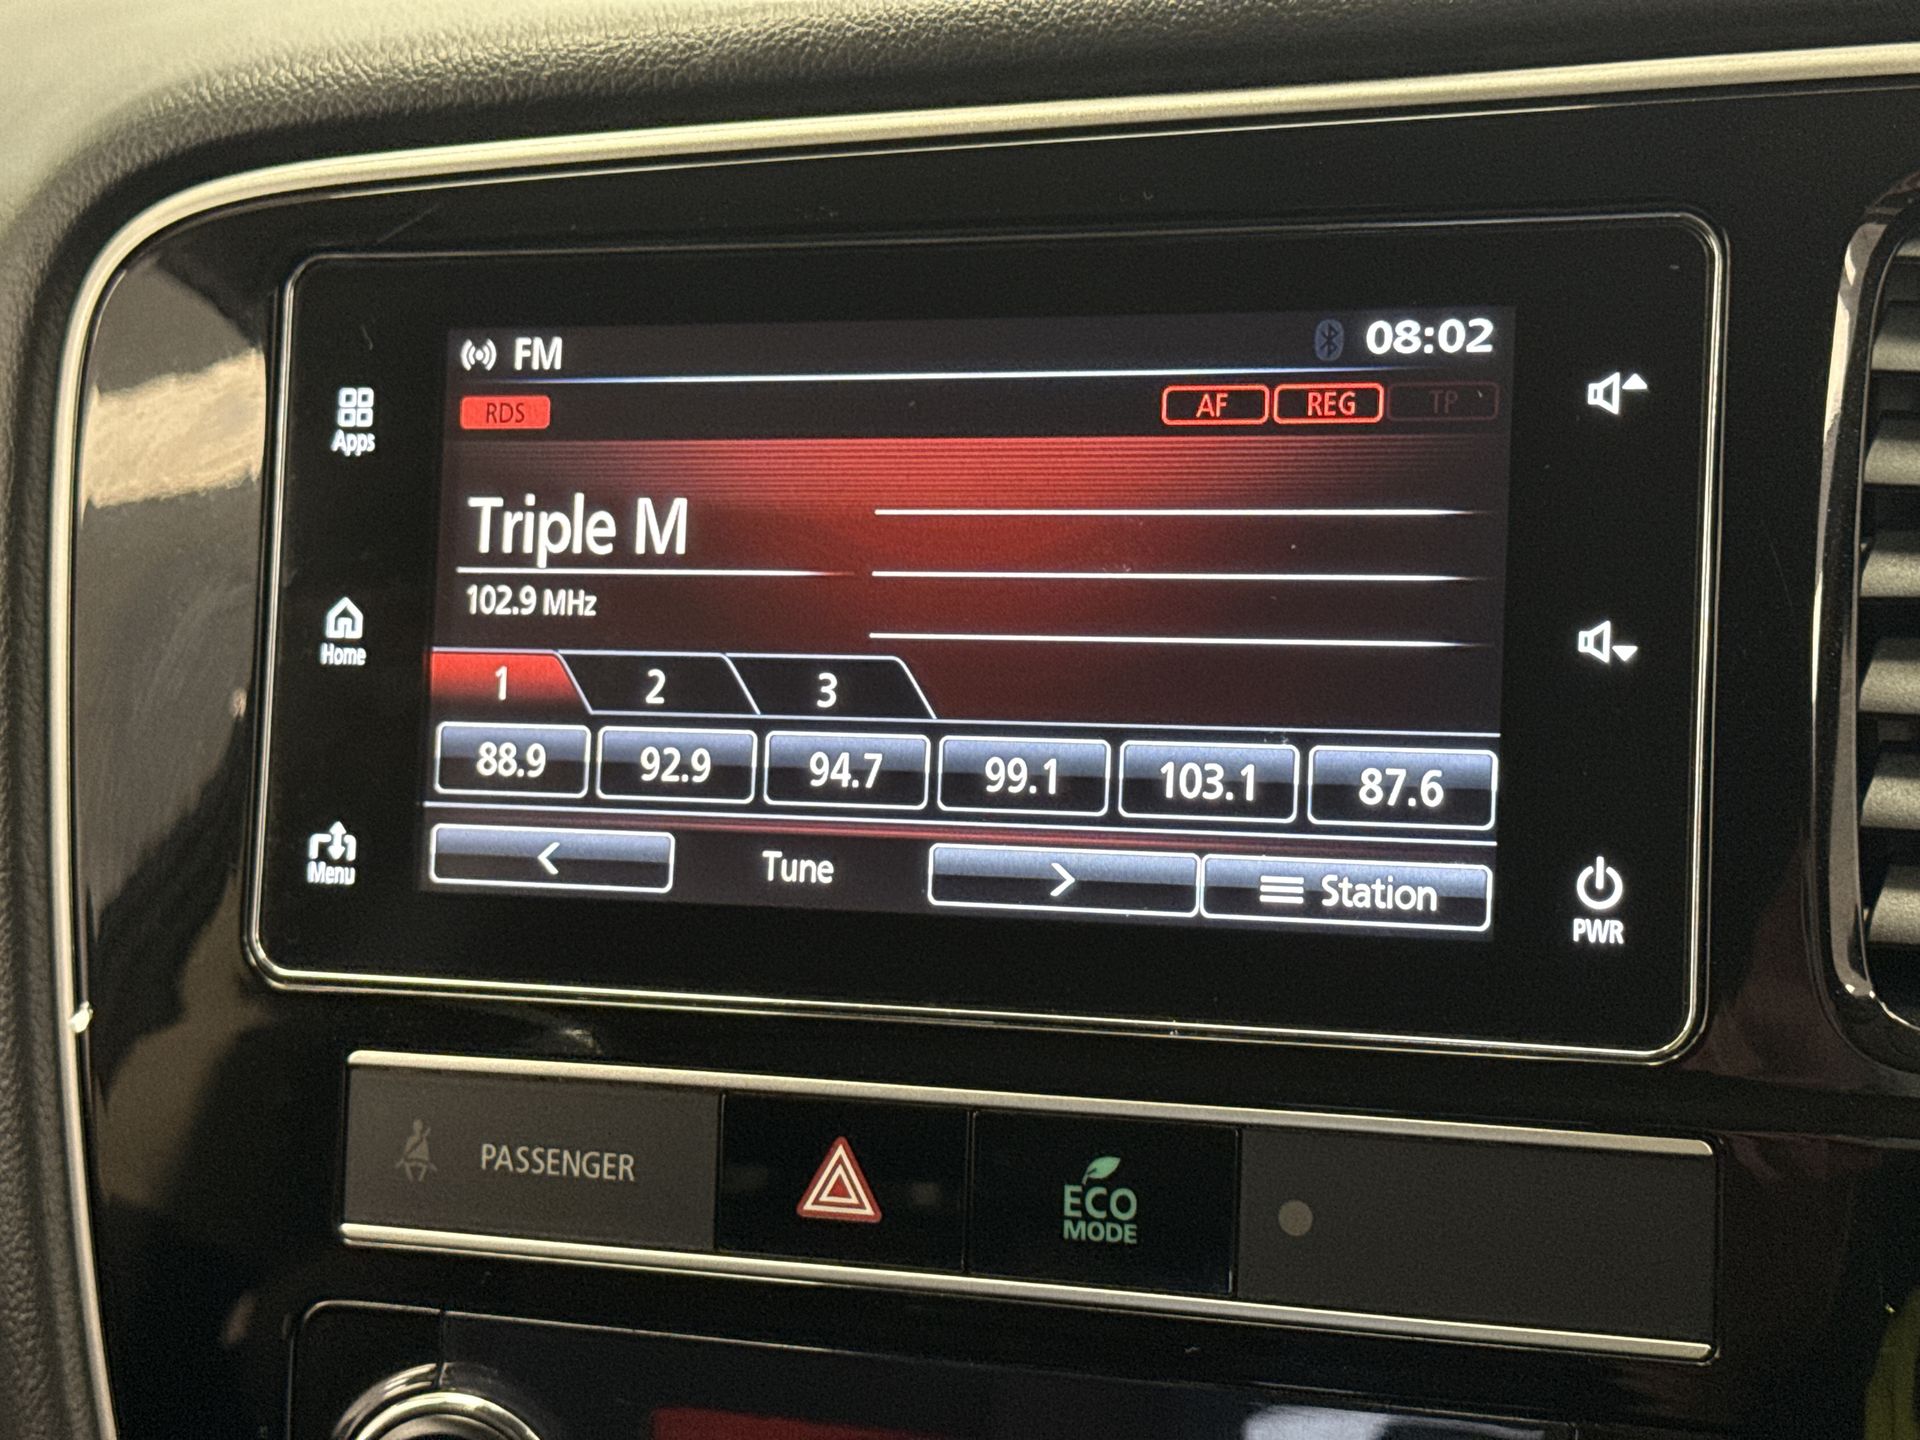 FM 08:02
RDS AF REG TP
Apps
Triple M
102.9 MHz
Home
1 2 3
88.9 92.9 94.7 99.1 103.1 87.6
Menu
< Tune > Station
PWR
PASSENGER
ECO
MODE